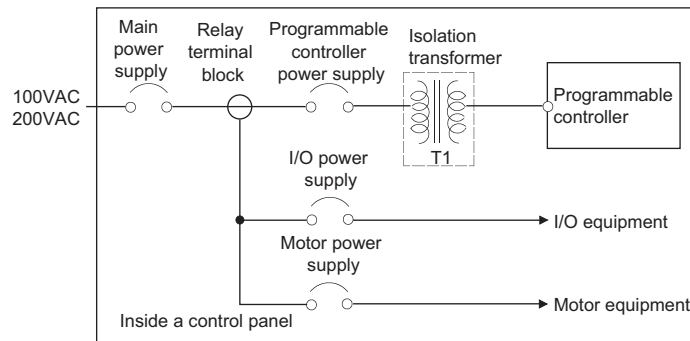 Main
power
supply
Relay
terminal
block
Programmable
controller
power supply
Isolation
transformer
100VAC
200VAC
Programmable
controller
T1
I/O power
supply
I/O equipment
Motor power
supply
Motor equipment
Inside a control panel